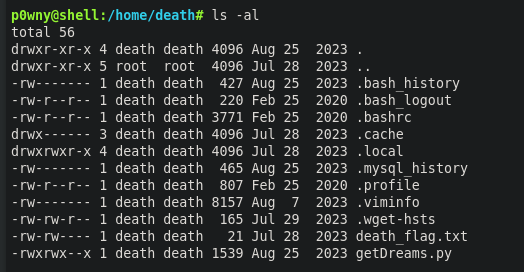 p0wny@shell:/home/death# ls -al
total 56
drwxr-xr-x 4 death death 4096 Aug 25  2023 .
drwxr-xr-x 5 root  root  4096 Jul 28  2023 ..
-rw------- 1 death death  427 Aug 25  2023 .bash_history
-rw-r--r-- 1 death death  220 Feb 25  2020 .bash_logout
-rw-r--r-- 1 death death 3771 Feb 25  2020 .bashrc
drwx------ 3 death death 4096 Jul 28  2023 .cache
drwxrwxr-x 4 death death 4096 Jul 28  2023 .local
-rw------- 1 death death  465 Aug 25  2023 .mysql_history
-rw-r--r-- 1 death death  807 Feb 25  2020 .profile
-rw------- 1 death death 8157 Aug  7  2023 .viminfo
-rw-rw-r-- 1 death death  165 Jul 29  2023 .wget-hsts
-rw-rw---- 1 death death   21 Jul 28  2023 death_flag.txt
-rwxrwx--x 1 death death 1539 Aug 25  2023 getDreams.py